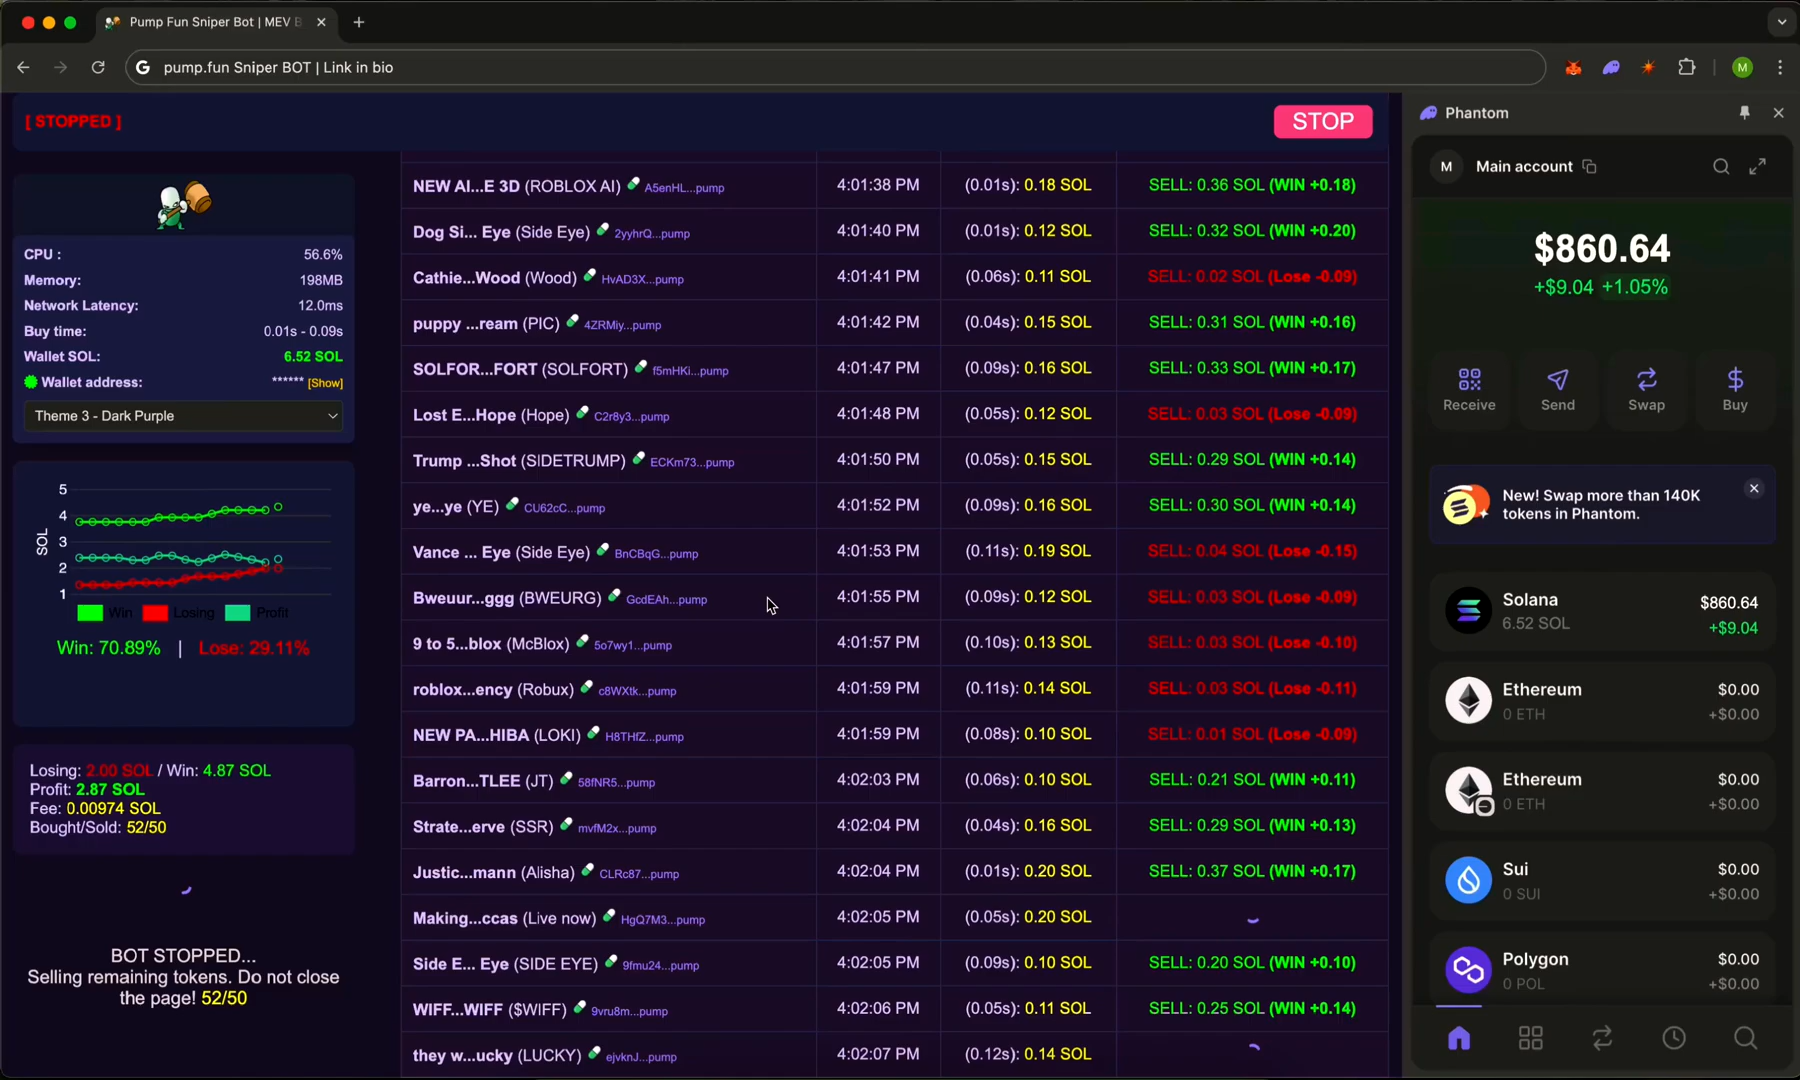 Pump Fun Sniper Bot | MEV B
pump.fun Sniper BOT | Link in bio
M
[ STOPPED ]
STOP
CPU : 56.6%
Memory: 198MB
Network Latency: 12.0ms
Buy time: 0.01s - 0.09s
Wallet SOL: 6.52 SOL
Wallet address: ****** [Show]
Theme 3 - Dark Purple
5
4
3
2
1
SOL
Win Losing Profit
Win: 70.89% | Lose: 29.11%
Losing: 2.00 SOL / Win: 4.87 SOL
Profit: 2.87 SOL
Fee: 0.00974 SOL
Bought/Sold: 52/50
BOT STOPPED...
Selling remaining tokens. Do not close
the page! 52/50
NEW AI...E 3D (ROBLOX AI) A5enHL...pump 4:01:38 PM (0.01s): 0.18 SOL SELL: 0.36 SOL (WIN +0.18)
Dog Si... Eye (Side Eye) 2yyhrQ...pump 4:01:40 PM (0.01s): 0.12 SOL SELL: 0.32 SOL (WIN +0.20)
Cathie...Wood (Wood) HvAD3X...pump 4:01:41 PM (0.06s): 0.11 SOL SELL: 0.02 SOL (Lose -0.09)
puppy ...ream (PIC) 4ZRMiy...pump 4:01:42 PM (0.04s): 0.15 SOL SELL: 0.31 SOL (WIN +0.16)
SOLFOR...FORT (SOLFORT) f5mHKi...pump 4:01:47 PM (0.09s): 0.16 SOL SELL: 0.33 SOL (WIN +0.17)
Lost E...Hope (Hope) C2r8y3...pump 4:01:48 PM (0.05s): 0.12 SOL SELL: 0.03 SOL (Lose -0.09)
Trump ...Shot (SIDETRUMP) ECKm73...pump 4:01:50 PM (0.05s): 0.15 SOL SELL: 0.29 SOL (WIN +0.14)
ye...ye (YE) CU62cC...pump 4:01:52 PM (0.09s): 0.16 SOL SELL: 0.30 SOL (WIN +0.14)
Vance ... Eye (Side Eye) BnCBqG...pump 4:01:53 PM (0.11s): 0.19 SOL SELL: 0.04 SOL (Lose -0.15)
Bweuur...ggg (BWEURG) GcdEAh...pump 4:01:55 PM (0.09s): 0.12 SOL SELL: 0.03 SOL (Lose -0.09)
9 to 5...blox (McBlox) 5o7wy1...pump 4:01:57 PM (0.10s): 0.13 SOL SELL: 0.03 SOL (Lose -0.10)
roblox...ency (Robux) c8WXtk...pump 4:01:59 PM (0.11s): 0.14 SOL SELL: 0.03 SOL (Lose -0.11)
NEW PA...HIBA (LOKI) H8THfZ...pump 4:01:59 PM (0.08s): 0.10 SOL SELL: 0.01 SOL (Lose -0.09)
Barron...TLEE (JT) 58fNR5...pump 4:02:03 PM (0.06s): 0.10 SOL SELL: 0.21 SOL (WIN +0.11)
Strate...erve (SSR) mvfM2x...pump 4:02:04 PM (0.04s): 0.16 SOL SELL: 0.29 SOL (WIN +0.13)
Justic...mann (Alisha) CLRc87...pump 4:02:04 PM (0.01s): 0.20 SOL SELL: 0.37 SOL (WIN +0.17)
Making...ccas (Live now) HgQ7M3...pump 4:02:05 PM (0.05s): 0.20 SOL
Side E... Eye (SIDE EYE) 9fmu24...pump 4:02:05 PM (0.09s): 0.10 SOL SELL: 0.20 SOL (WIN +0.10)
WIFF...WIFF ($WIFF) 9vru8m...pump 4:02:06 PM (0.05s): 0.11 SOL SELL: 0.25 SOL (WIN +0.14)
they w...ucky (LUCKY) ejvknJ...pump 4:02:07 PM (0.12s): 0.14 SOL
Phantom
M Main account
$860.64
+$9.04 +1.05%
Receive Send Swap Buy
New! Swap more than 140K
tokens in Phantom.
Solana $860.64
6.52 SOL +$9.04
Ethereum $0.00
0 ETH +$0.00
Ethereum $0.00
0 ETH +$0.00
Sui $0.00
0 SUI +$0.00
Polygon $0.00
0 POL +$0.00